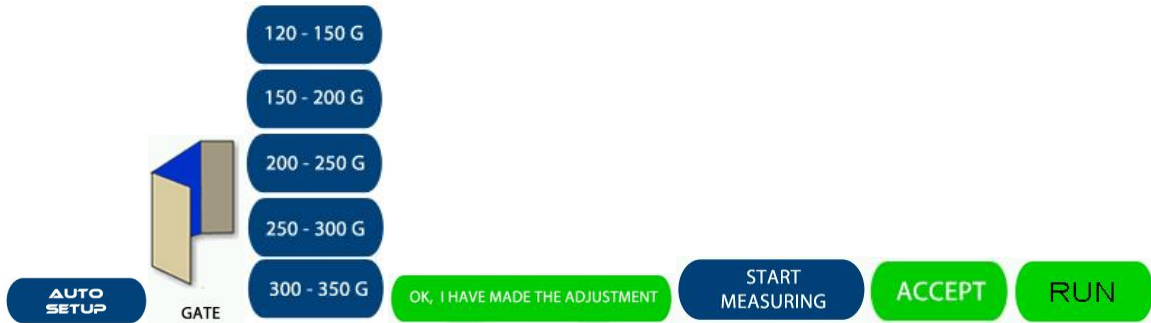 120 - 150 G
150 - 200 G
200 - 250 G
250 - 300 G
300 - 350 G
AUTO
SETUP
GATE
OK, I HAVE MADE THE ADJUSTMENT
START
MEASURING
ACCEPT
RUN